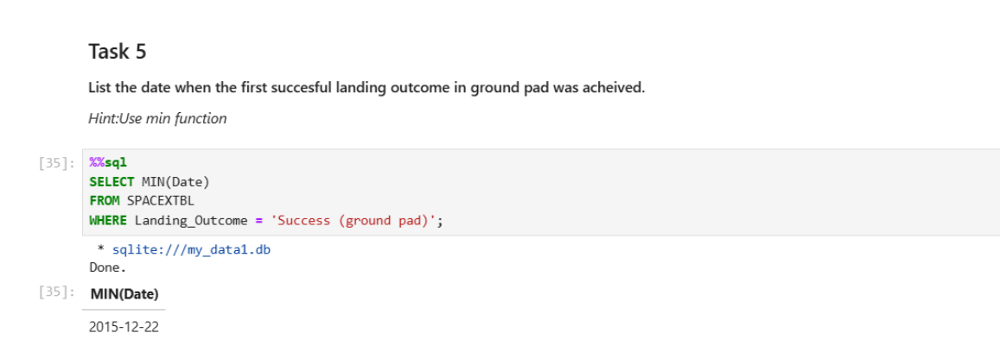 Task 5
List the date when the first succesful landing outcome in ground pad was acheived.
Hint:Use min function
[35]: %%sql
SELECT MIN(Date)
FROM SPACEXTBL
WHERE Landing_Outcome = 'Success (ground pad)';
* sqlite:///my_data1.db
Done.
[35]: MIN(Date)
2015-12-22